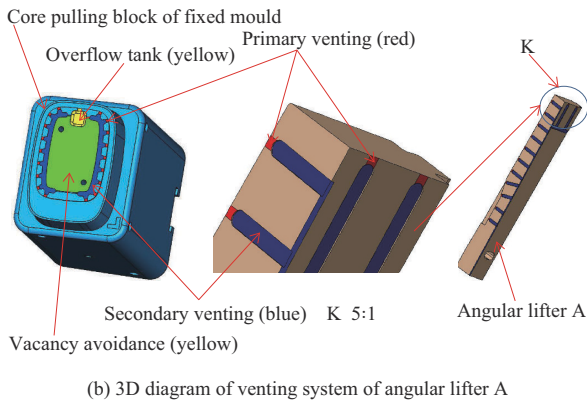 Core pulling block of fixed mould
Overflow tank (yellow)
Primary venting (red)
K
Secondary venting (blue)
K 5:1
Angular lifter A
Vacancy avoidance (yellow)
(b) 3D diagram of venting system of angular lifter A